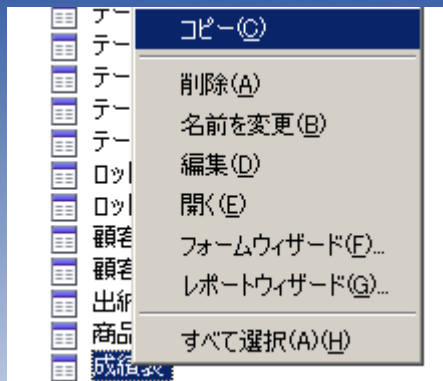 テー
テー
テー
テー
テー
ロッ
ロッ
顧客
顧客
出納
商品
成績表
コピー(C)
削除(A)
名前を変更(B)
編集(D)
開く(E)
フォームウィザード(F)...
レポートウィザード(G)...
すべて選択(A)(H)